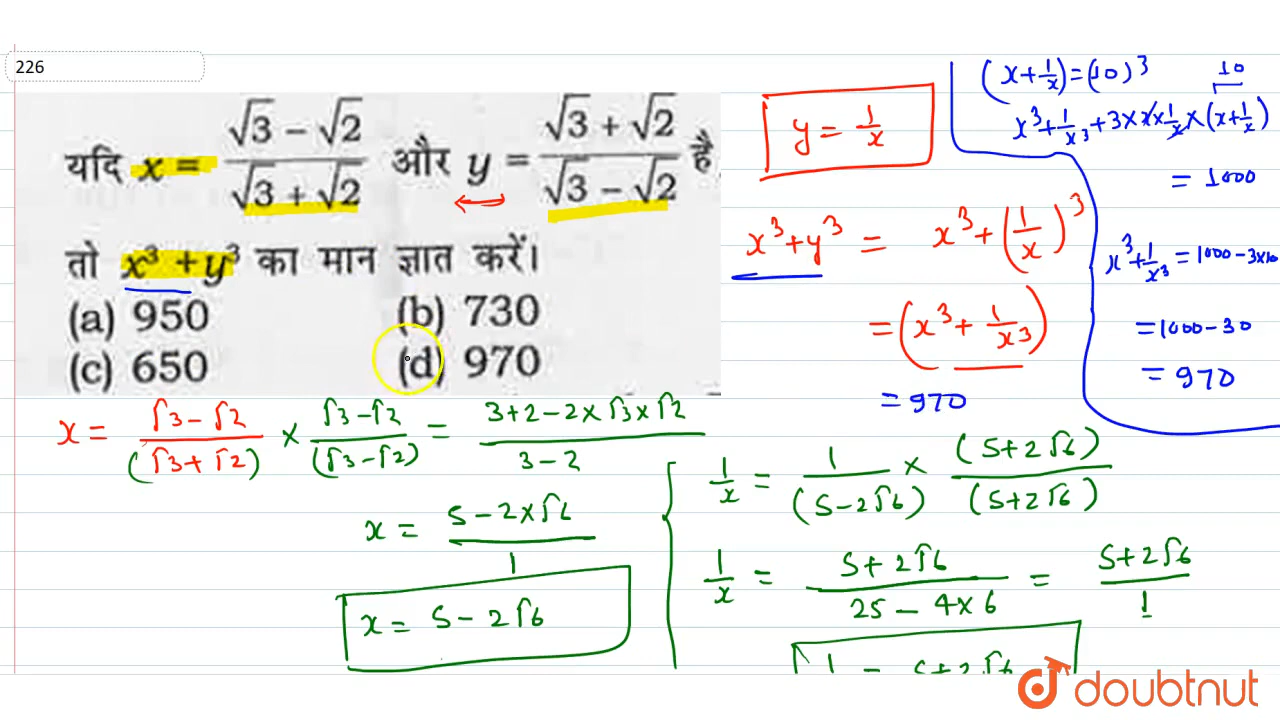 226
यदि x = √3 − √2 / √3 + √2 और y = √3 + √2 / √3 − √2 है
तो x³ + y³ का मान ज्ञात करें।
(a) 950 (b) 730
(c) 650 (d) 970
x = √3 − √2 / (√3 + √2) × √3 − √2 / (√3 − √2) = 3 + 2 − 2 × √3 × √2 / 3 − 2
x = 5 − 2 × √6 / 1
x = 5 − 2√6
y = 1/x
x³ + y³ = x³ + (1/x)³
= (x³ + 1/x³)
= 970
(x + 1/x) = (10)³
10
x³ + 1/x³ + 3 × x × 1/x × (x + 1/x)
= 1000
x³ + 1/x³ = 1000 − 3×10
= 1000 − 30
= 970
1/x = 1 / (5 − 2√6) × (5 + 2√6) / (5 + 2√6)
1/x = 5 + 2√6 / 25 − 4×6 = 5 + 2√6 / 1
doubtnut